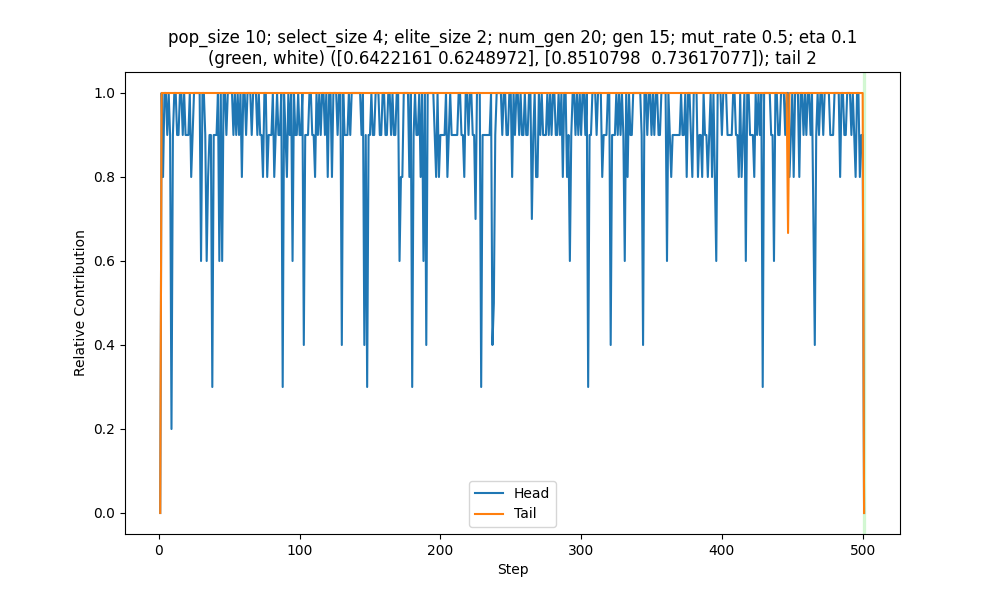 pop_size 10; select_size 4; elite_size 2; num_gen 20; gen 15; mut_rate 0.5; eta 0.1
(green, white) ([0.6422161 0.6248972], [0.8510798  0.73617077]); tail 2
1.0
0.8
0.6
0.4
0.2
0.0
Relative Contribution
Head
Tail
0 100 200 300 400 500
Step